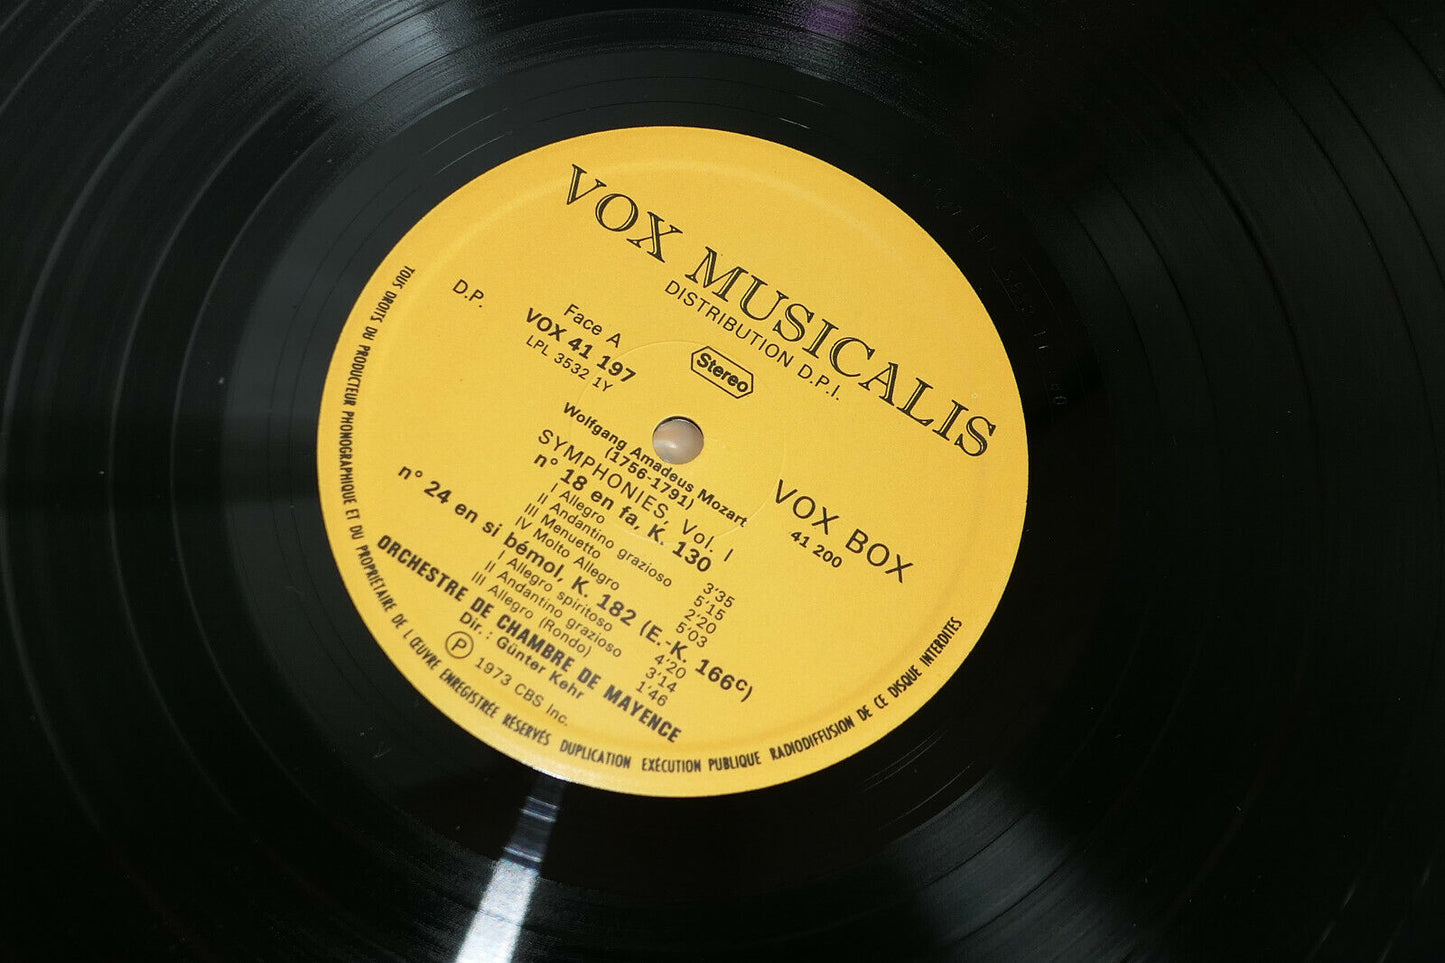 VOX MUSICALIS
DISTRIBUTION D.P.I.
D.P.
Face A
VOX 41 197
LPL 3532 1Y
Stereo
VOX BOX
41 200
Wolfgang Amadeus Mozart
(1756-1791)
SYMPHONIES, Vol. I
n° 18 en fa, K. 130
I Allegro 3'35
II Andantino grazioso 5'15
III Menuetto 2'20
IV Molto Allegro 5'03
n° 24 en si bémol, K. 182 (E.-K. 166c)
I Allegro spiritoso 4'20
II Andantino grazioso 3'14
III Allegro (Rondo) 1'46
ORCHESTRE DE CHAMBRE DE MAYENCE
Dir. : Günter Kehr
Ⓟ 1973 CBS Inc.
TOUS DROITS DU PRODUCTEUR PHONOGRAPHIQUE ET DU PROPRIÉTAIRE DE L'ŒUVRE ENREGISTRÉE RÉSERVÉS DUPLICATION EXÉCUTION PUBLIQUE RADIODIFFUSION DE CE DISQUE INTERDITES